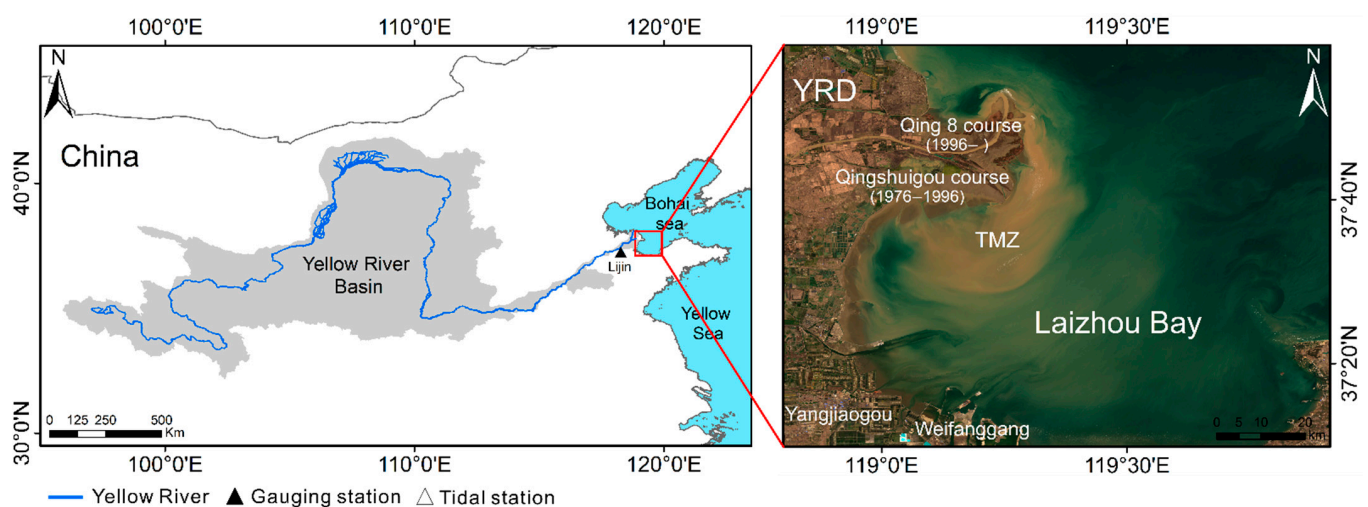 100°0'E 110°0'E 120°0'E
N
China
40°0'N
Bohai
sea
Lijin
Yellow River
Basin
Yellow
Sea
0 125 250 500
Km
30°0'N
100°0'E 110°0'E 120°0'E
Yellow River Gauging station Tidal station
119°0'E 119°30'E
N
YRD
Qing 8 course
(1996– )
Qingshuigou course
(1976–1996)
37°40'N
TMZ
Laizhou Bay
37°20'N
Yangjiaogou
Weifanggang
0 5 10 20
km
119°0'E 119°30'E